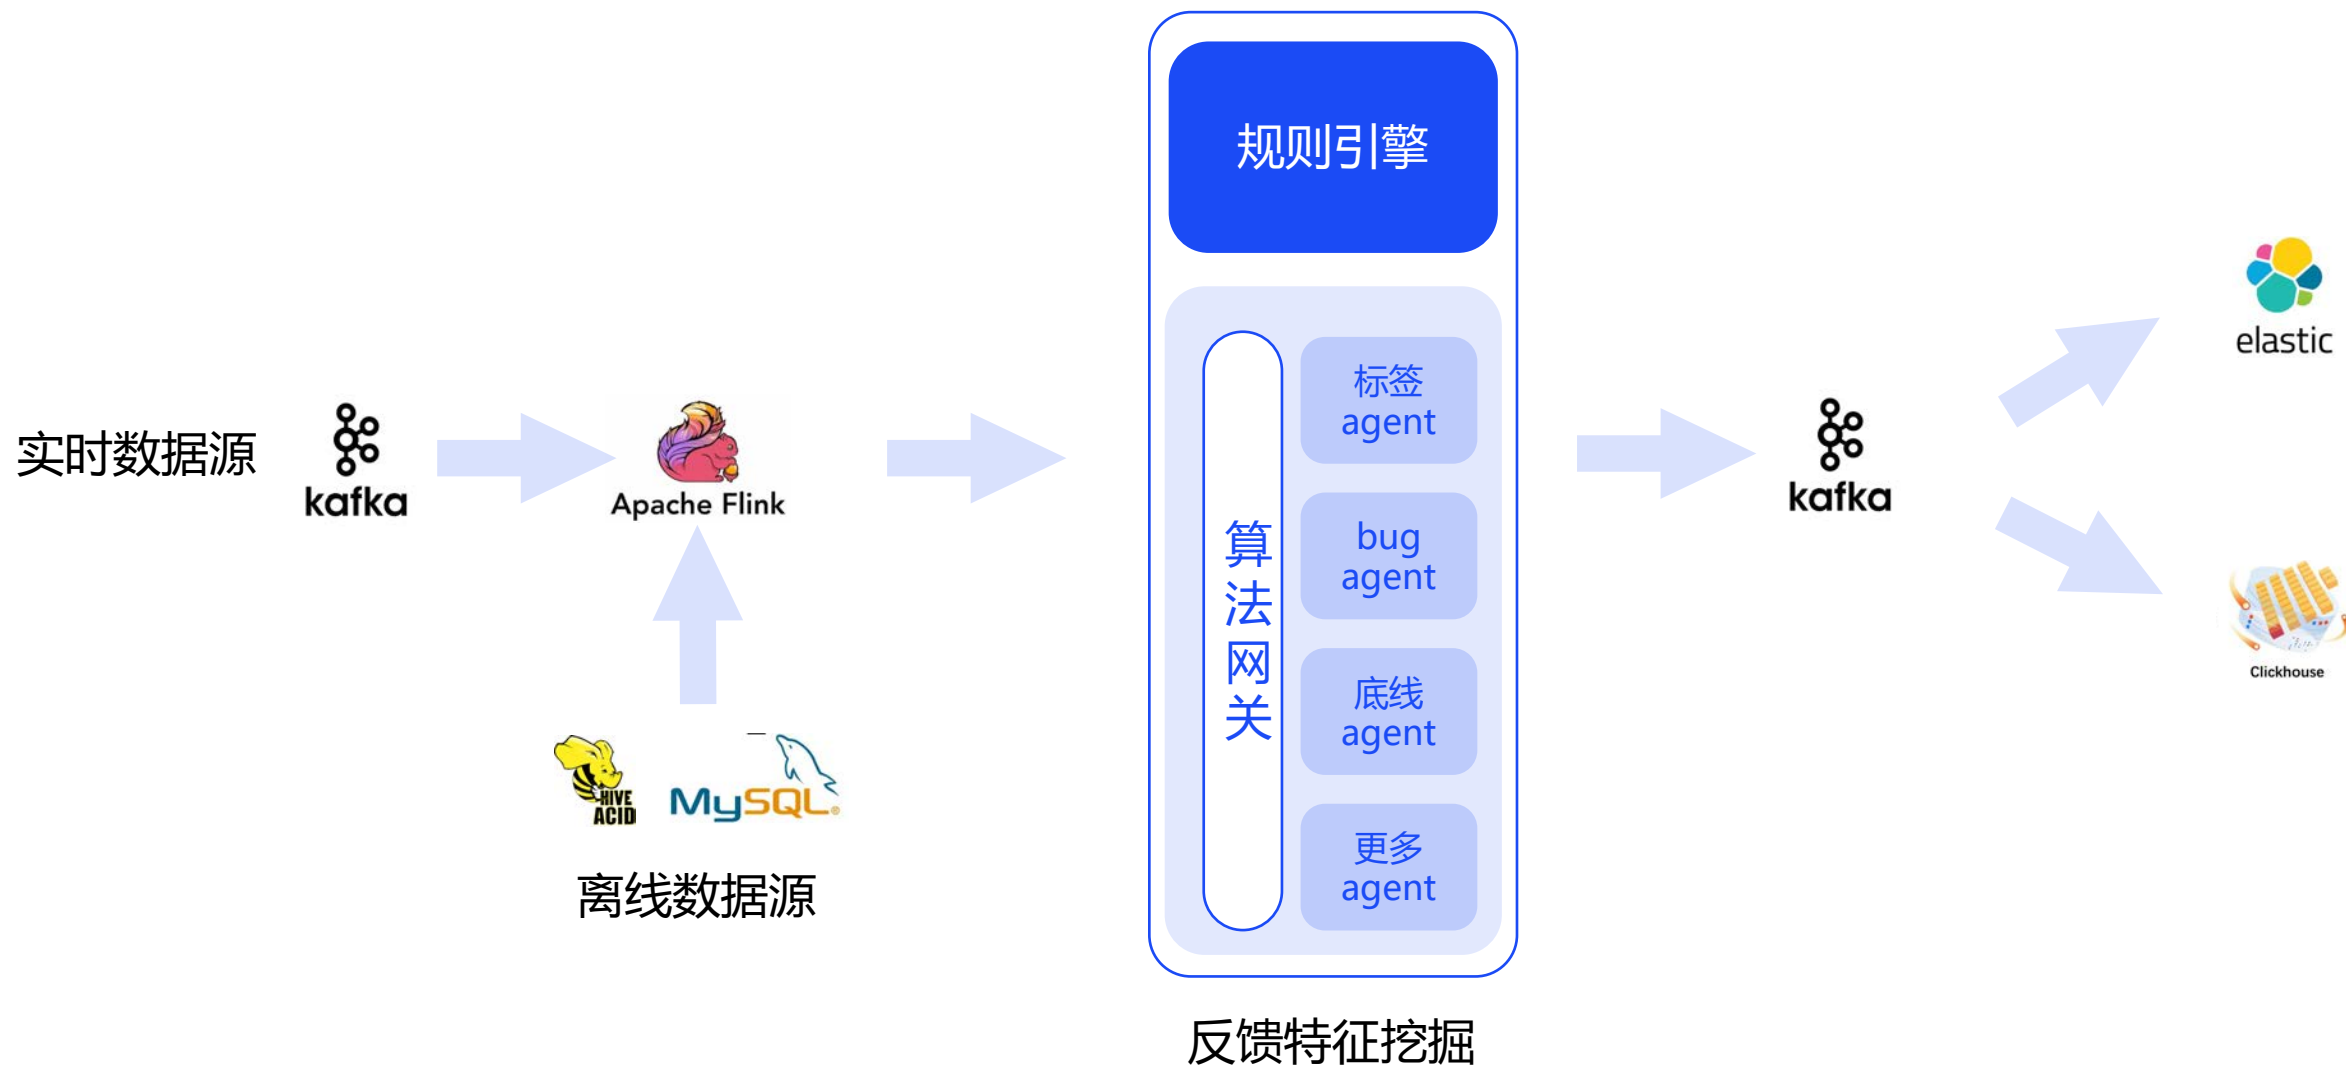 实时数据源
kafka
Apache Flink
HIVE
ACID
MySQL®
离线数据源
规则引擎
算法网关
标签
agent
bug
agent
底线
agent
更多
agent
反馈特征挖掘
kafka
elastic
Clickhouse